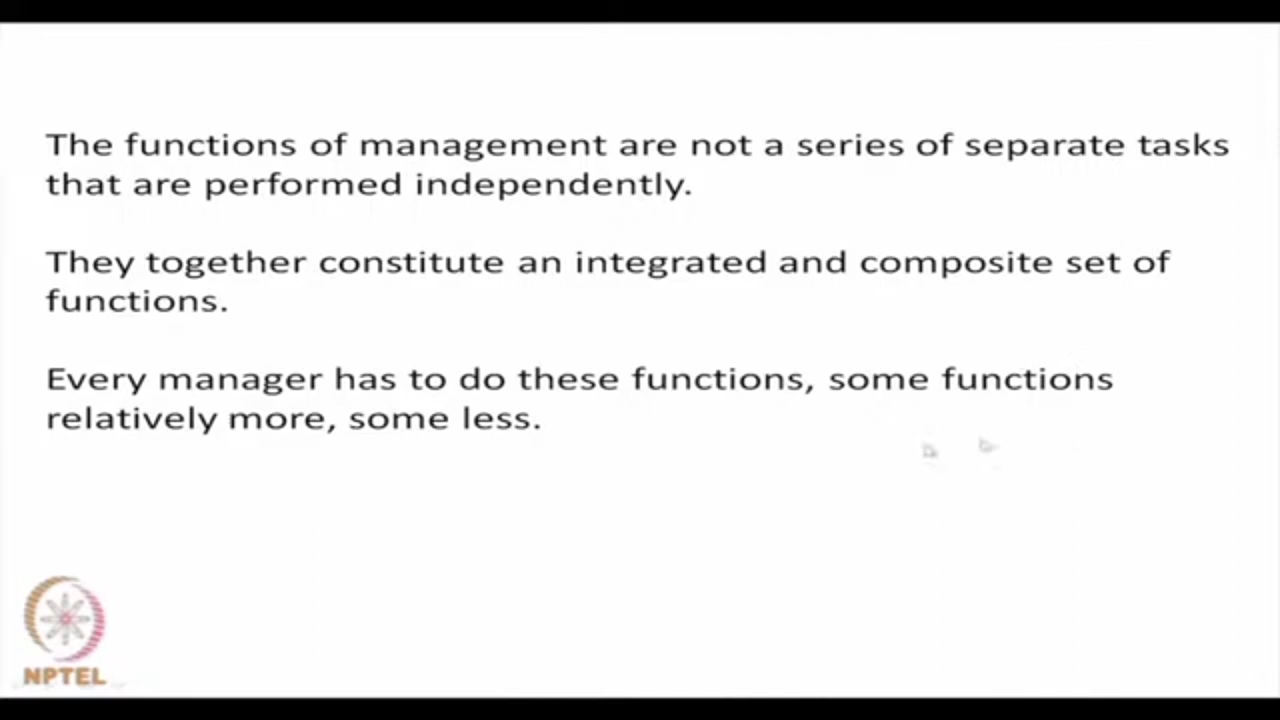 The functions of management are not a series of separate tasks
that are performed independently.
They together constitute an integrated and composite set of
functions.
Every manager has to do these functions, some functions
relatively more, some less.
NPTEL